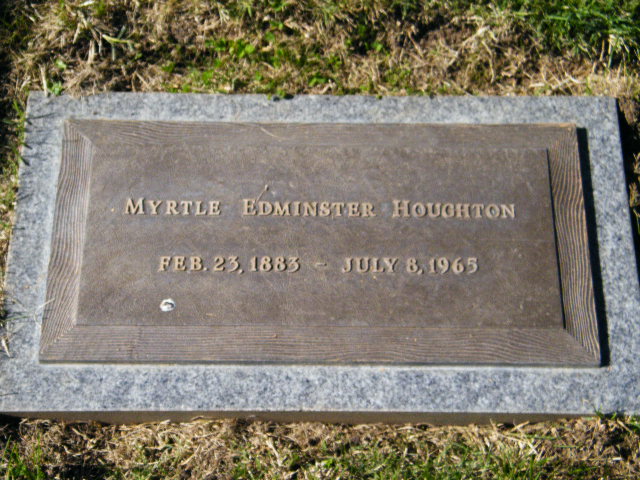 MYRTLE EDMINSTER HOUGHTON
FEB. 23, 1883 - JULY 8, 1965